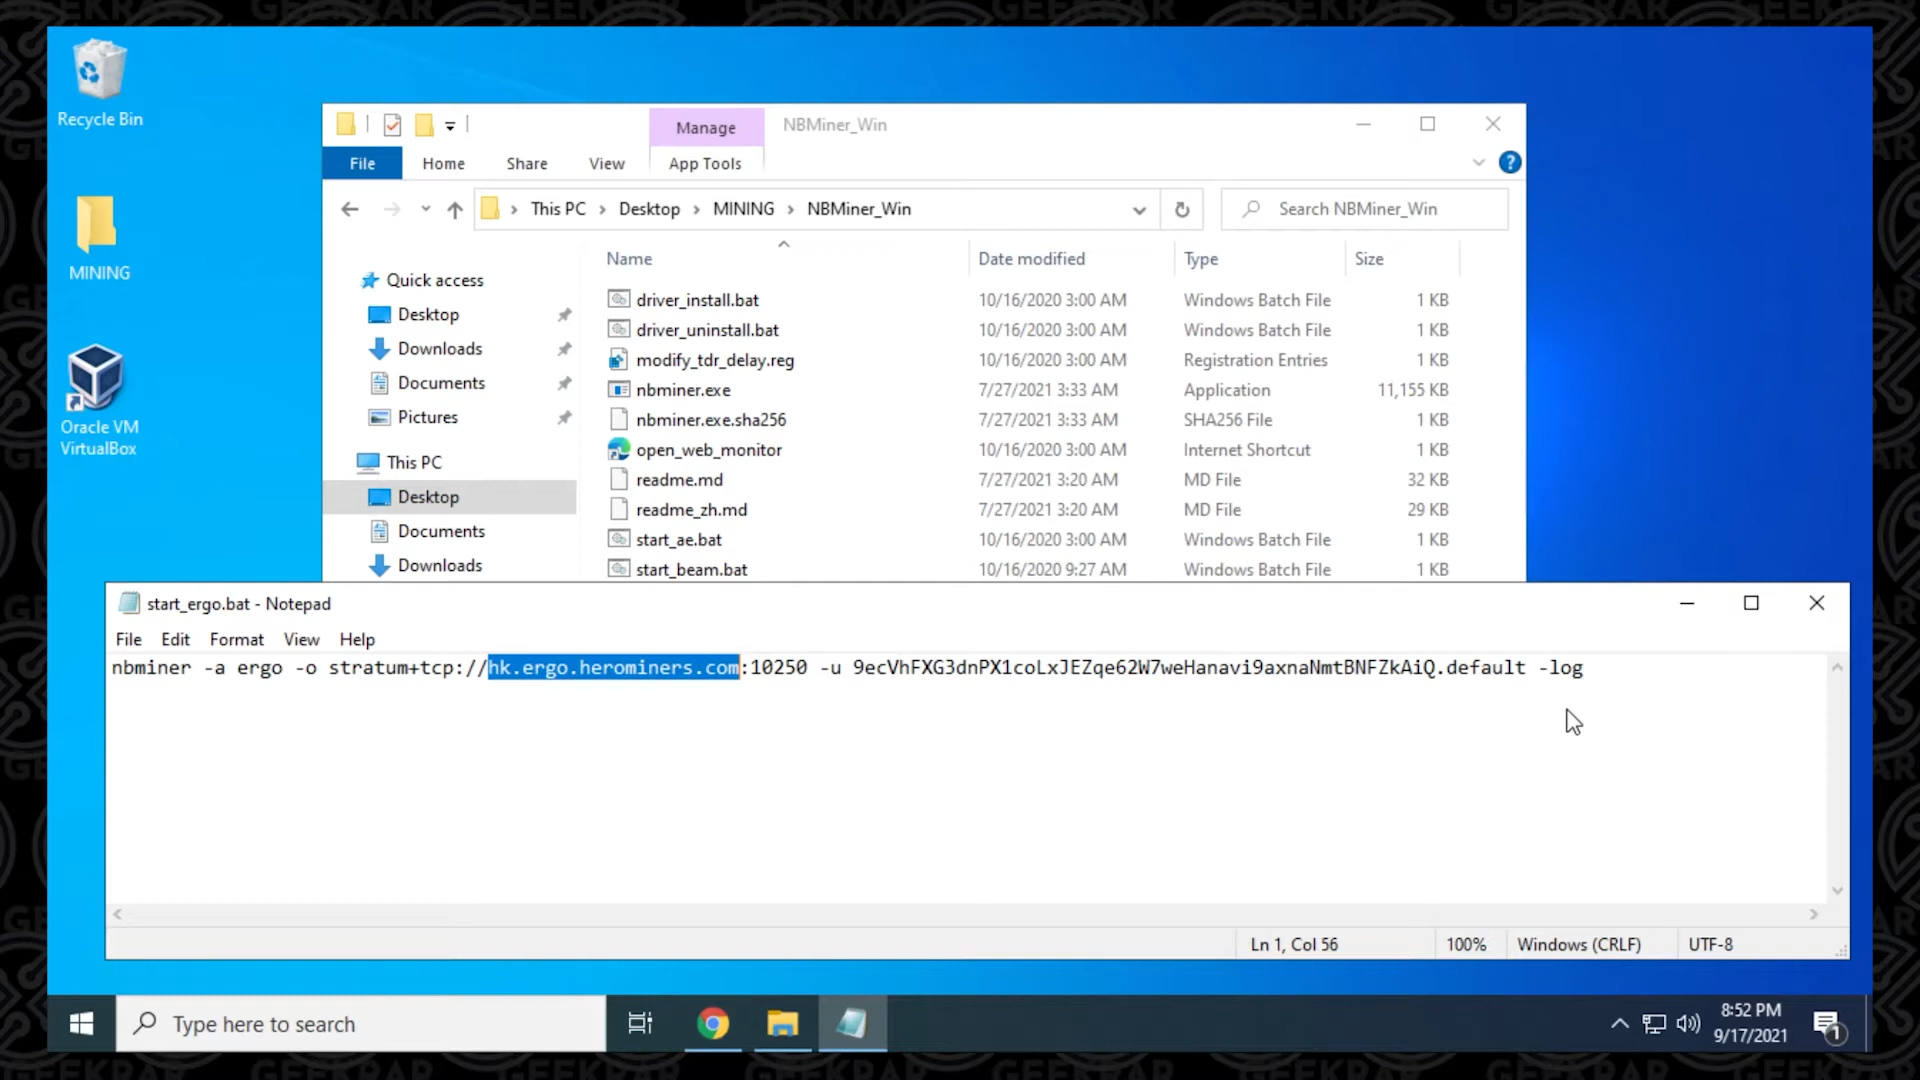 Recycle Bin
MINING
Oracle VM
VirtualBox
Manage
NBMiner_Win
File
Home
Share
View
App Tools
This PC
Desktop
MINING
NBMiner_Win
Search NBMiner_Win
Name
Date modified
Type
Size
Quick access
Desktop
Downloads
Documents
Pictures
This PC
Desktop
Documents
Downloads
driver_install.bat 10/16/2020 3:00 AM Windows Batch File 1 KB
driver_uninstall.bat 10/16/2020 3:00 AM Windows Batch File 1 KB
modify_tdr_delay.reg 10/16/2020 3:00 AM Registration Entries 1 KB
nbminer.exe 7/27/2021 3:33 AM Application 11,155 KB
nbminer.exe.sha256 7/27/2021 3:33 AM SHA256 File 1 KB
open_web_monitor 10/16/2020 3:00 AM Internet Shortcut 1 KB
readme.md 7/27/2021 3:20 AM MD File 32 KB
readme_zh.md 7/27/2021 3:20 AM MD File 29 KB
start_ae.bat 10/16/2020 3:00 AM Windows Batch File 1 KB
start_beam.bat 10/16/2020 9:27 AM Windows Batch File 1 KB
start_ergo.bat - Notepad
File Edit Format View Help
nbminer -a ergo -o stratum+tcp://hk.ergo.herominers.com:10250 -u 9ecVhFXG3dnPX1coLxJEZqe62W7weHanavi9axnaNmtBNFZkAiQ.default -log
Ln 1, Col 56
100%
Windows (CRLF)
UTF-8
Type here to search
8:52 PM
9/17/2021
1